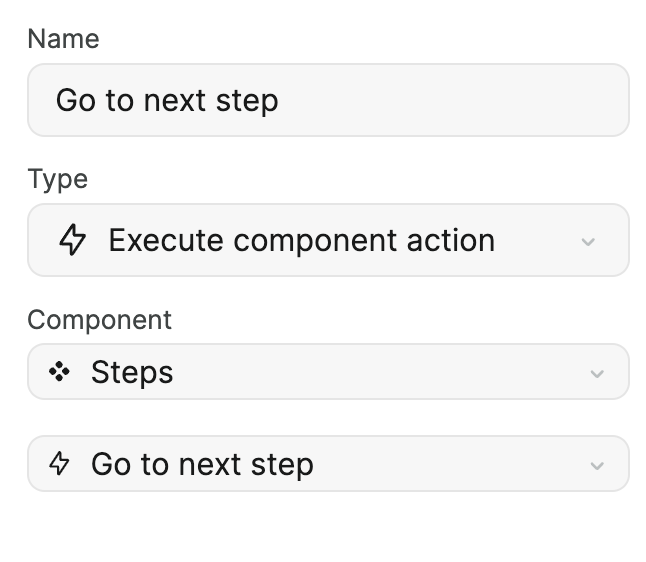 Name
Go to next step
Type
Execute component action
Component
Steps
Go to next step